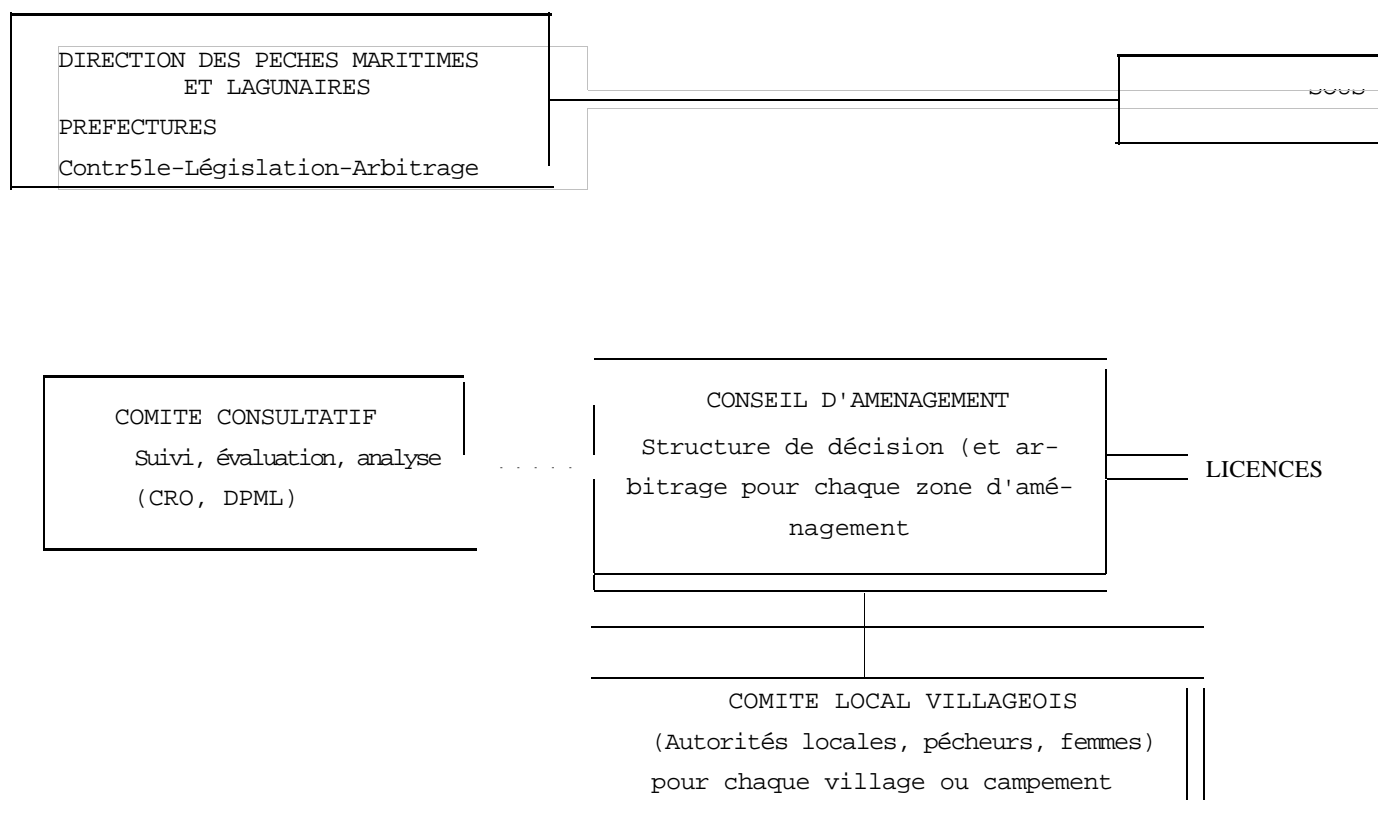 DIRECTION DES PECHES MARITIMES
ET LAGUNAIRES
SOUS
PREFECTURES
Contr5le-Législation-Arbitrage
CONSEIL D'AMENAGEMENT
Structure de décision (et ar-
bitrage pour chaque zone d'amé-
nagement
COMITE CONSULTATIF
Suivi, évaluation, analyse
(CRO, DPML)
.....
LICENCES
COMITE LOCAL VILLAGEOIS
(Autorités locales, pécheurs, femmes)
pour chaque village ou campement